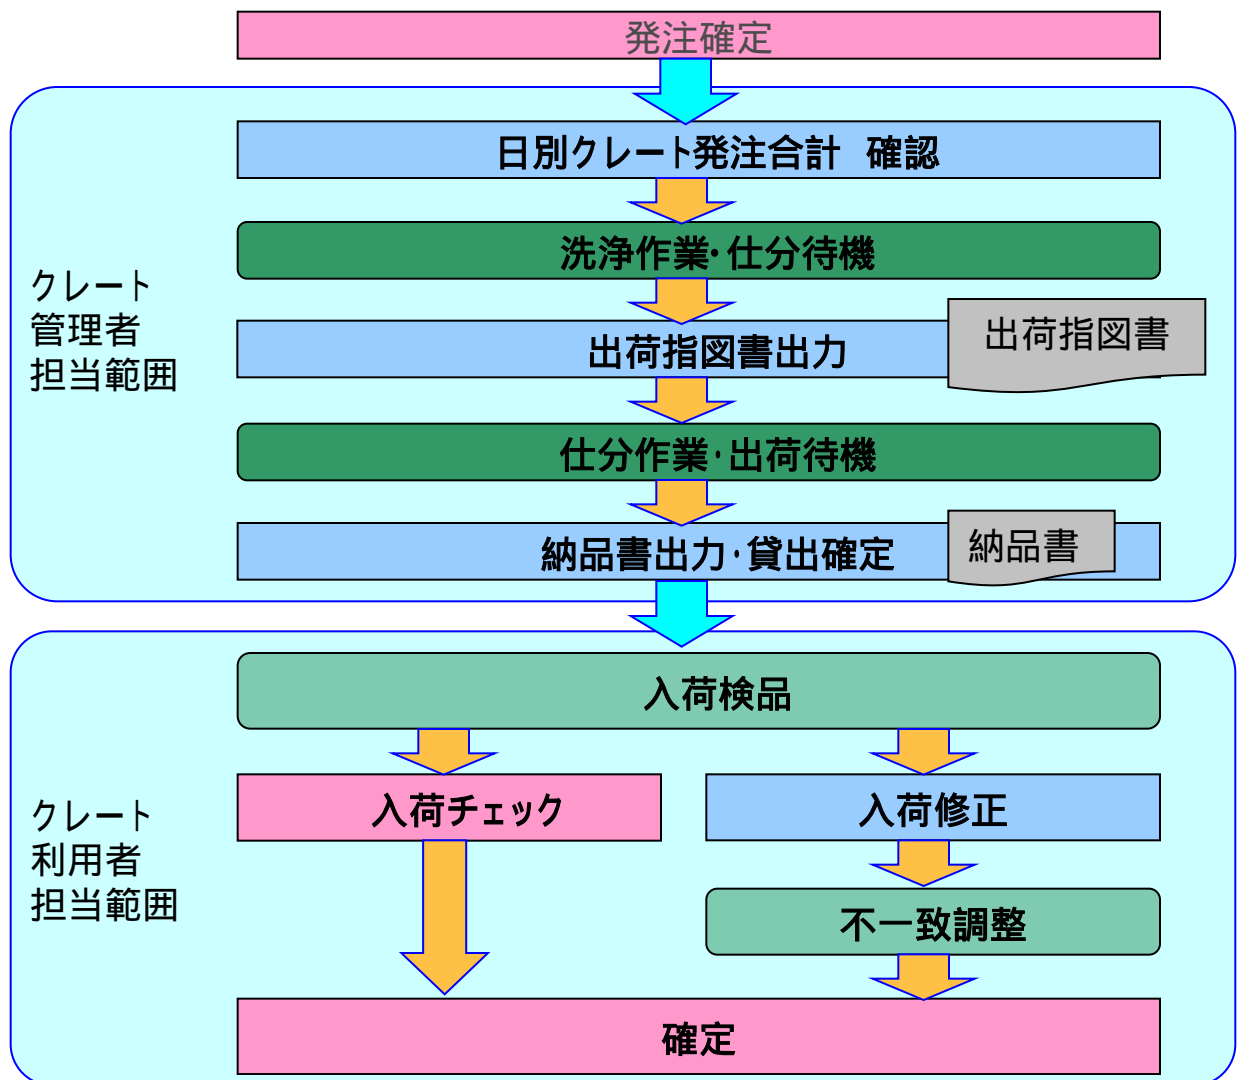 発注確定
日別クレート発注合計　確認
洗浄作業・仕分待機
クレート
管理者
担当範囲
出荷指図書出力
出荷指図書
仕分作業・出荷待機
納品書出力・貸出確定
納品書
入荷検品
入荷チェック
入荷修正
クレート
利用者
担当範囲
不一致調整
確定